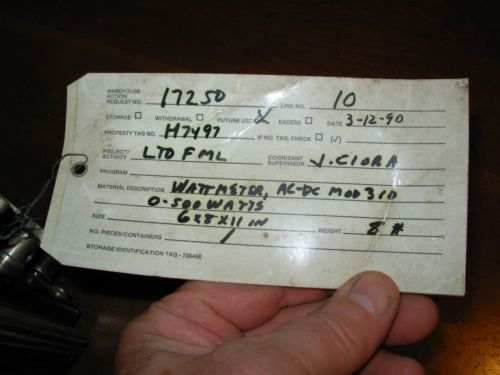 WAREHOUSE ACTION REQUEST NO. 17250 LINE NO. 10
STORAGE ☐ WITHDRAWAL ☐ FUTURE USE ☒ EXCESS ☐ DATE 3-12-90
PROPERTY TAG NO. H7497 IF NO. TAG, CHECK ☐ (√)
PROJECT/ACTIVITY LTO FML COGNIZANT SUPERVISOR J. CIORA
PROGRAM
MATERIAL DESCRIPTION WATTMETER, AC-DC MOD 310
0-500 WATTS
SIZE 6X8X11 IN
NO. PIECES/CONTAINERS 1 WEIGHT 8 #
STORAGE IDENTIFICATION TAG - 73545E